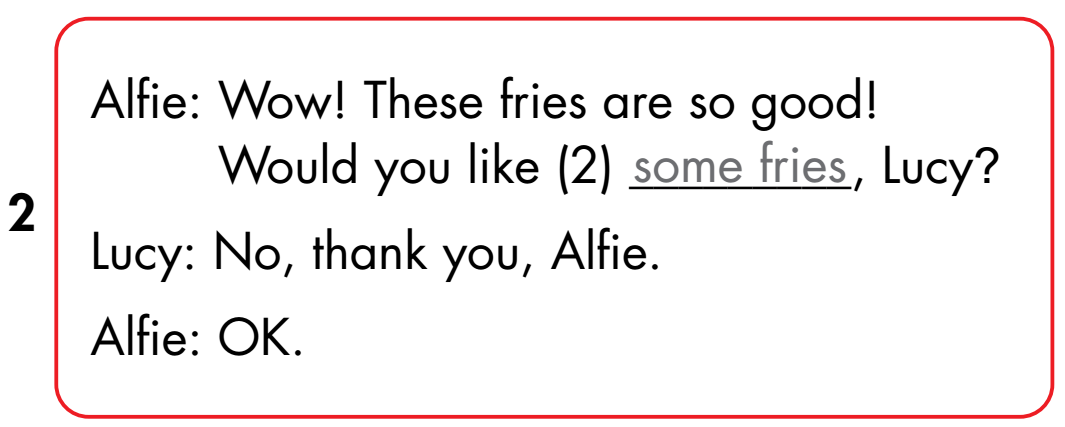 Alfie: Wow! These fries are so good!
Would you like (2) some fries, Lucy?
2
Lucy: No, thank you, Alfie.
Alfie: OK.